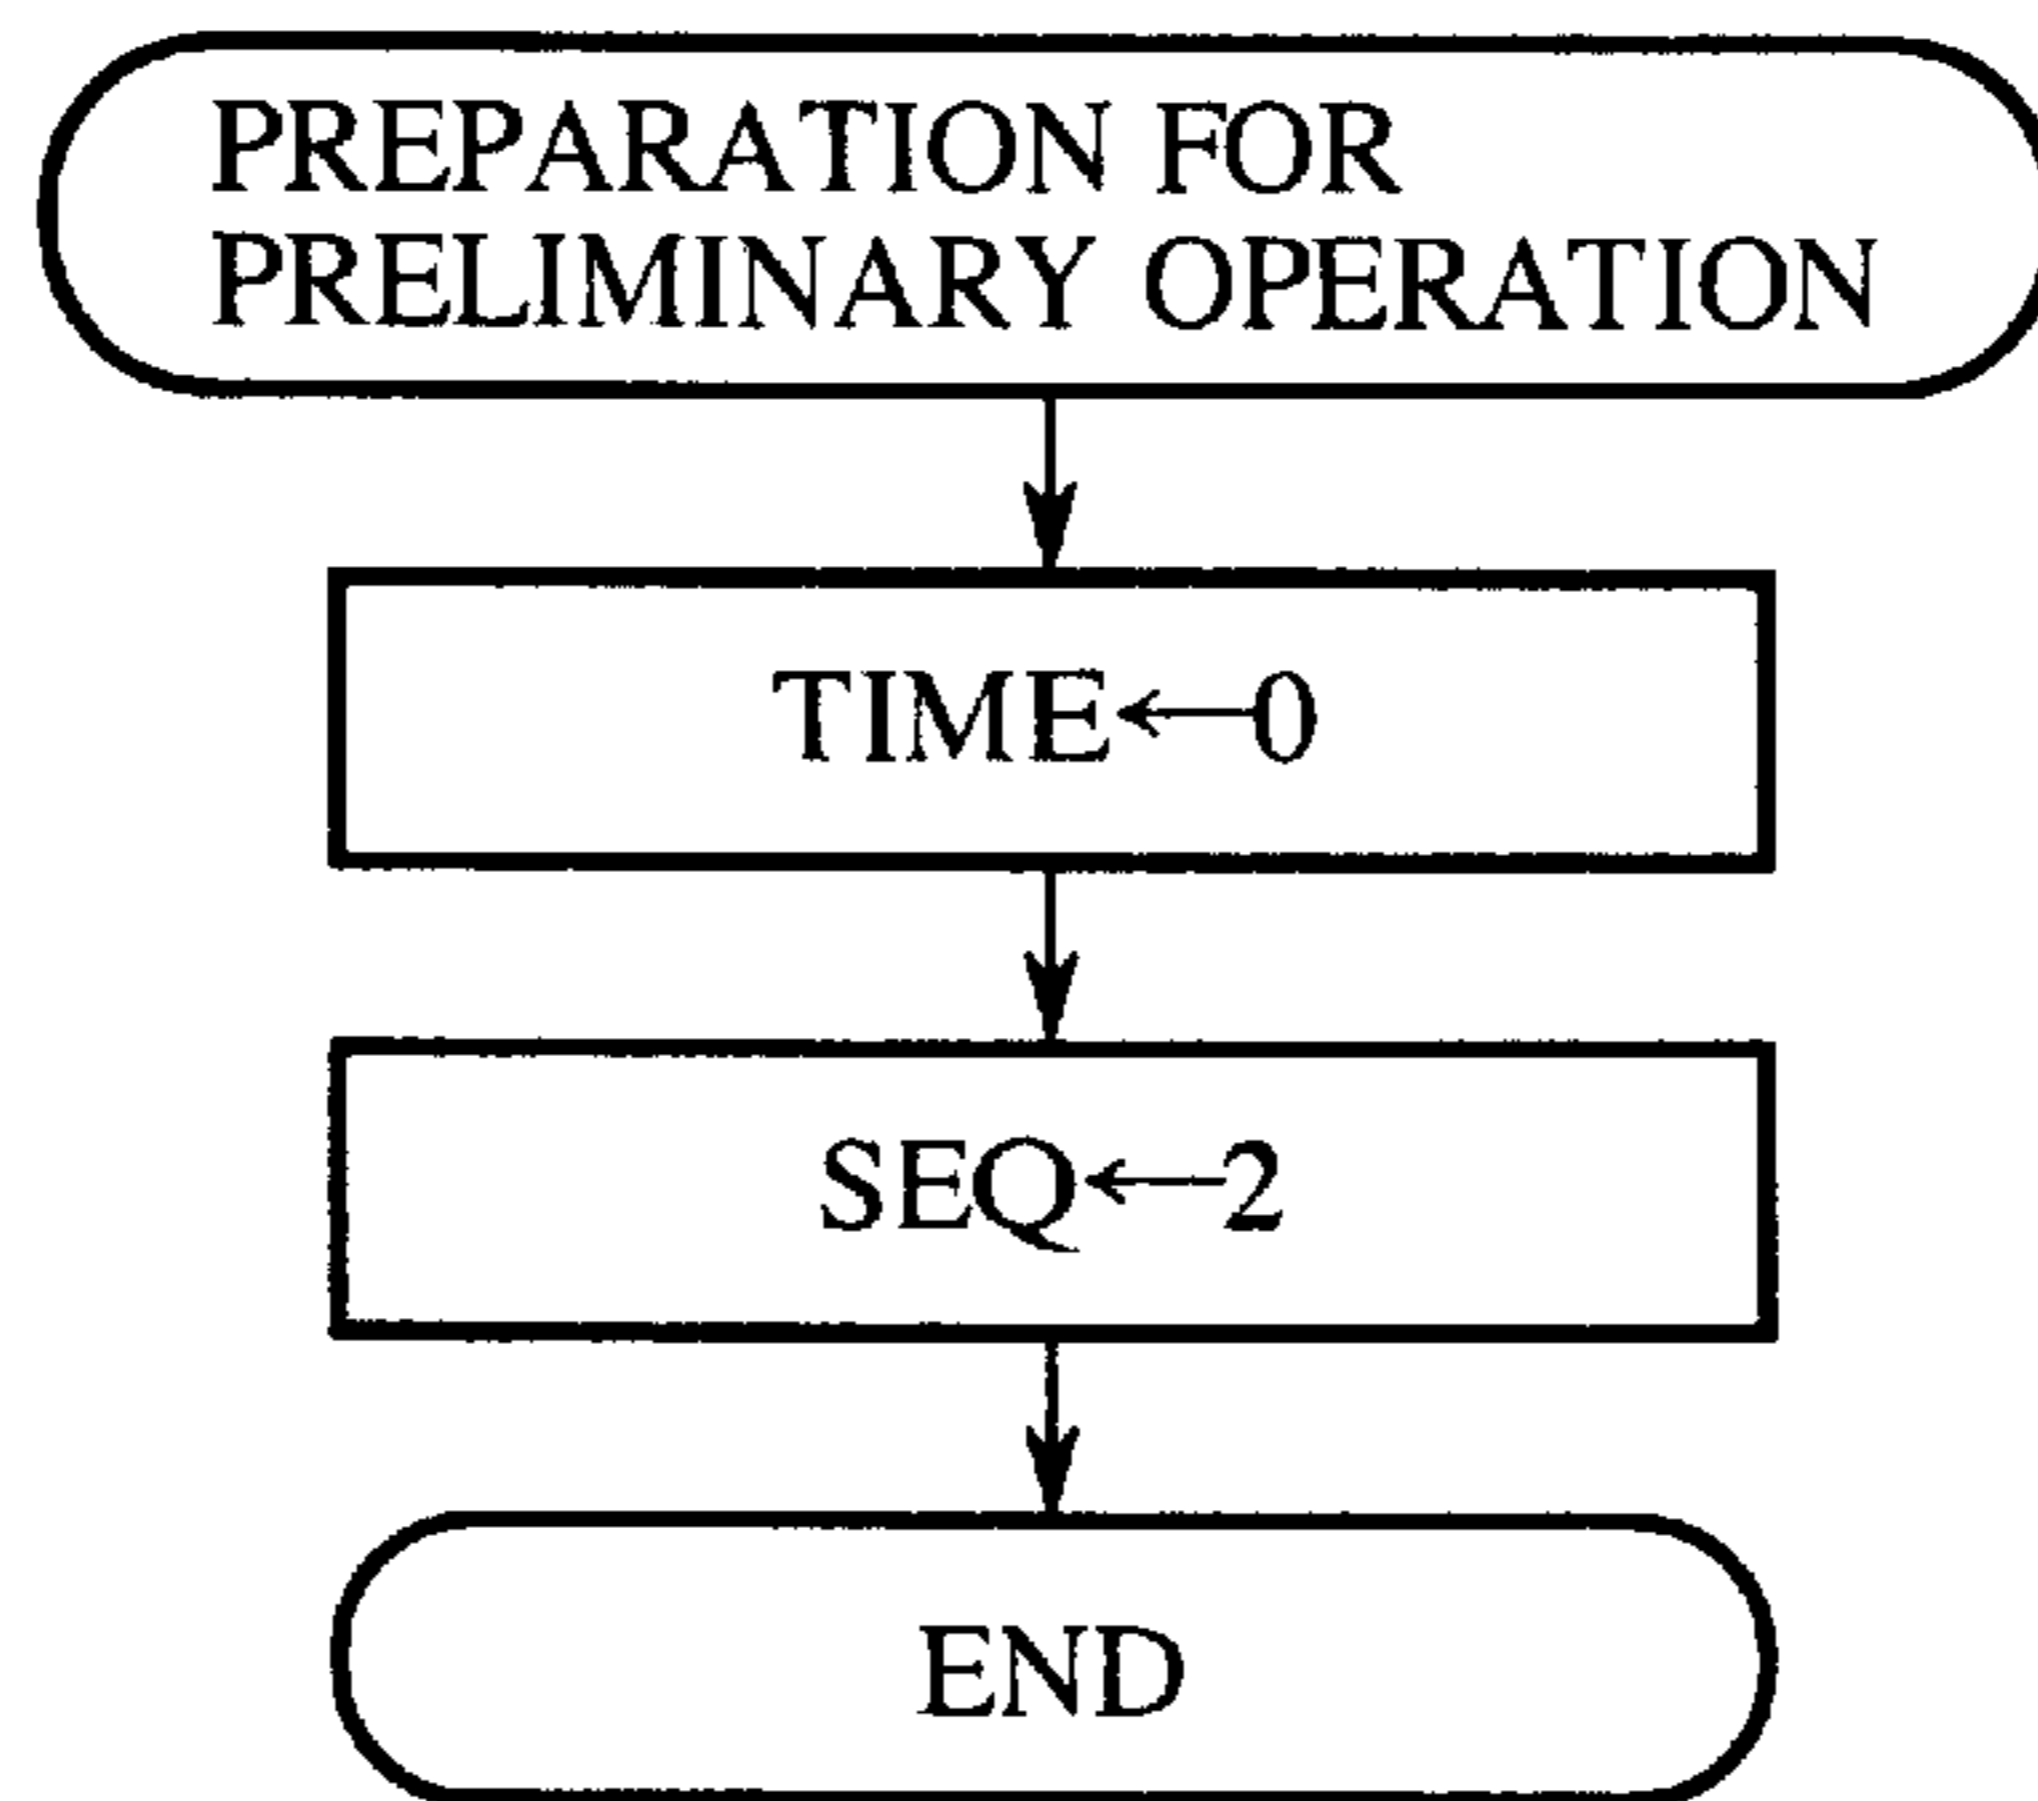 PREPARATION FOR
PRELIMINARY OPERATION
TIME←0
SEQ←2
END